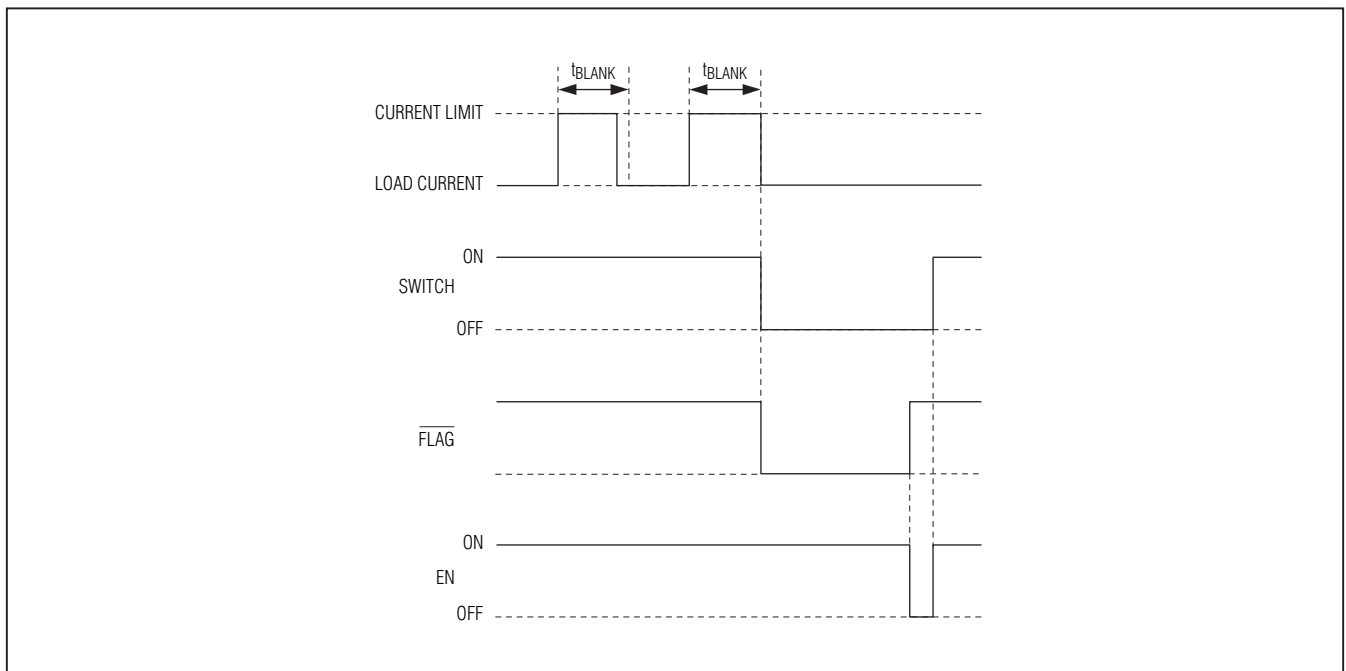 tBLANK tBLANK
CURRENT LIMIT
LOAD CURRENT
ON
SWITCH
OFF
FLAG
ON
EN
OFF